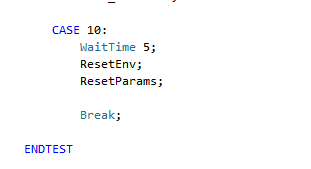 CASE 10:
WaitTime 5;
ResetEnv;
ResetParams;
Break;
ENDTEST